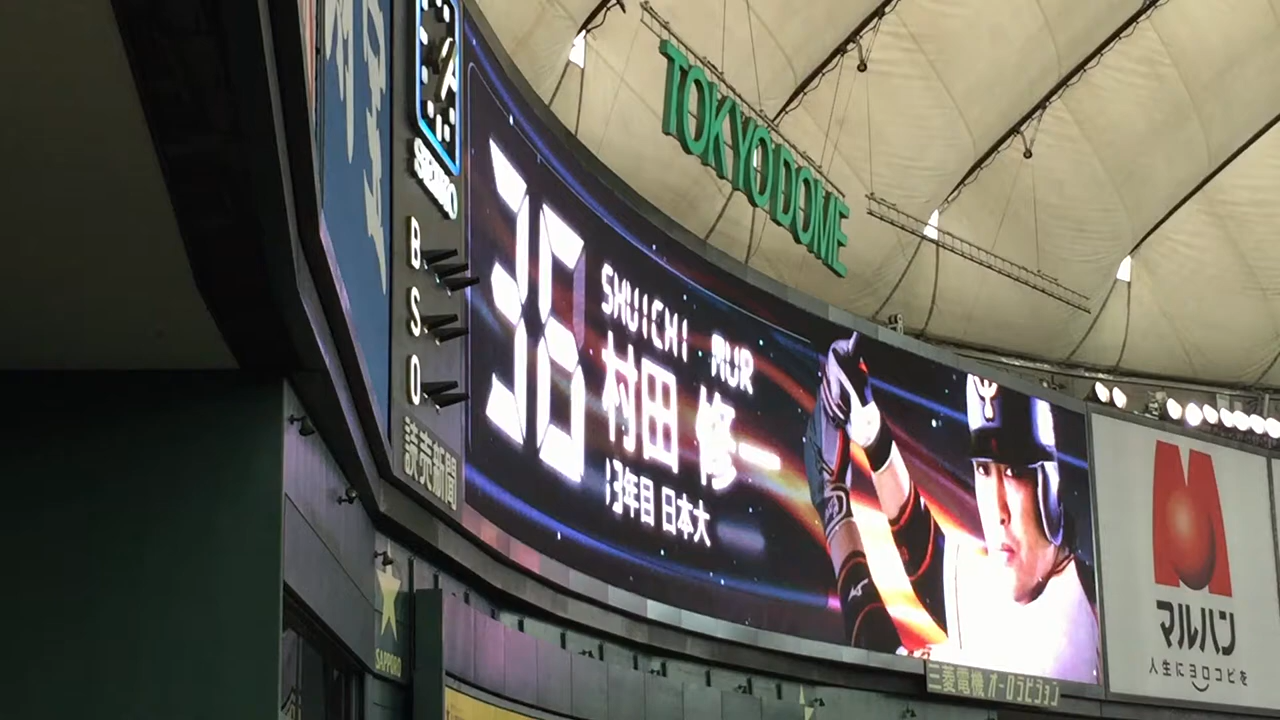 TOKYO DOME
SEIKO
B
S
O
読売新聞
36
SHUICHI MUR
村田 修一
13年目 日本大
三菱電機 オーロラビジョン
SAPPORO
マルハン
人生にヨロコビを